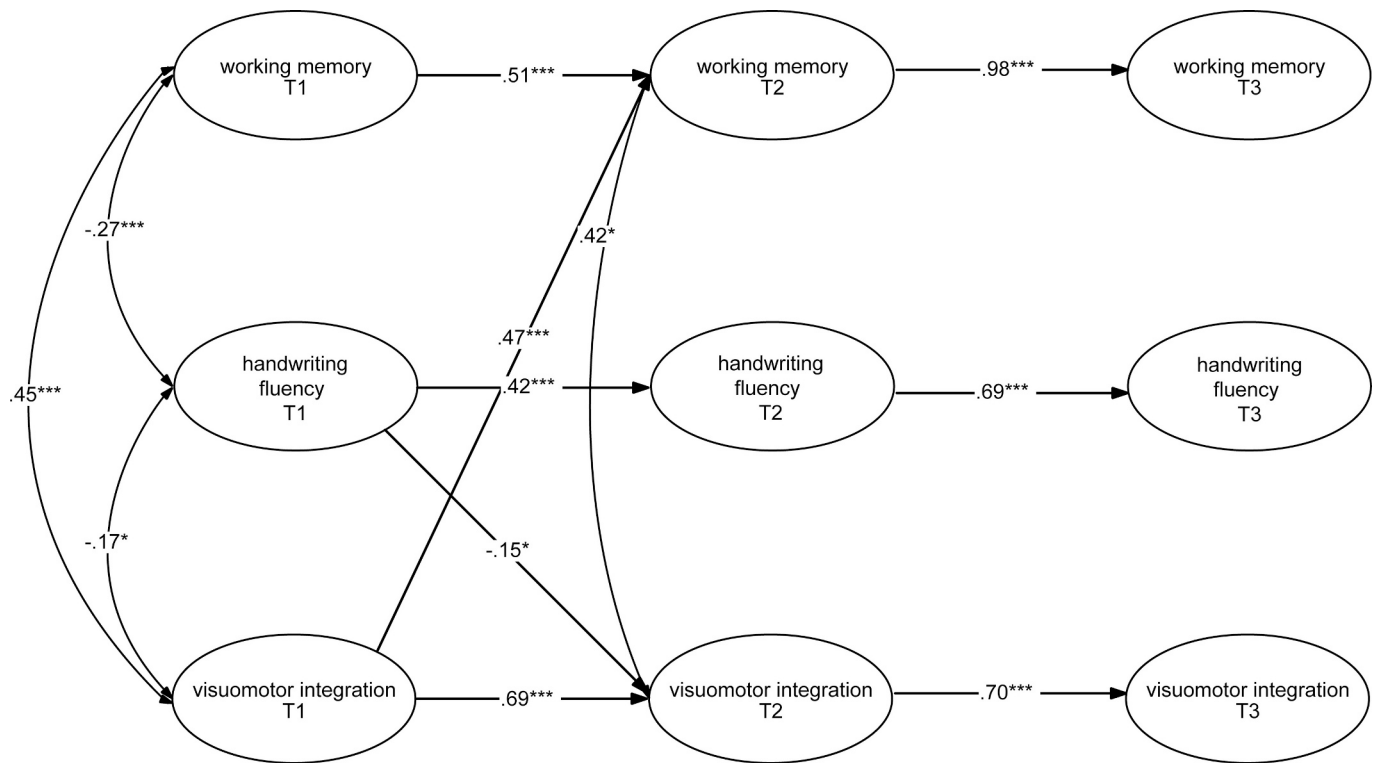 working memory
T1
.51***
working memory
T2
.98***
working memory
T3
-.27***
.42*
.47***
handwriting
fluency
T1
.42***
handwriting
fluency
T2
.69***
handwriting
fluency
T3
.45***
-.17*
-.15*
visuomotor integration
T1
.69***
visuomotor integration
T2
.70***
visuomotor integration
T3